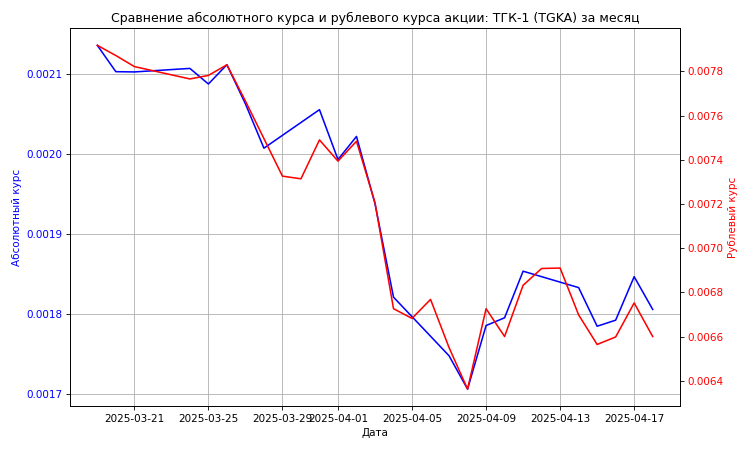 Сравнение абсолютного курса и рублевого курса акции: ТГК-1 (TGKA) за месяц
0.0021
0.0020
0.0019
0.0018
0.0017
Абсолютный курс
0.0078
0.0076
0.0074
0.0072
0.0070
0.0068
0.0066
0.0064
Рублевый курс
2025-03-21 2025-03-25 2025-03-29 2025-04-01 2025-04-05 2025-04-09 2025-04-13 2025-04-17
Дата